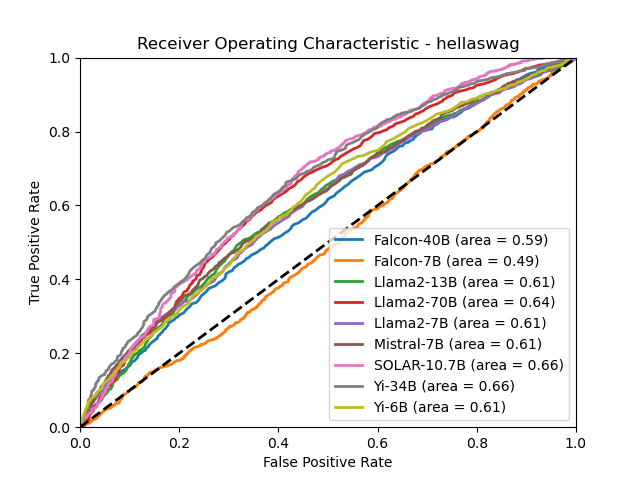 Receiver Operating Characteristic - hellaswag
1.0
0.8
0.6
0.4
0.2
0.0
True Positive Rate
Falcon-40B (area = 0.59)
Falcon-7B (area = 0.49)
Llama2-13B (area = 0.61)
Llama2-70B (area = 0.64)
Llama2-7B (area = 0.61)
Mistral-7B (area = 0.61)
SOLAR-10.7B (area = 0.66)
Yi-34B (area = 0.66)
Yi-6B (area = 0.61)
0.0 0.2 0.4 0.6 0.8 1.0
False Positive Rate